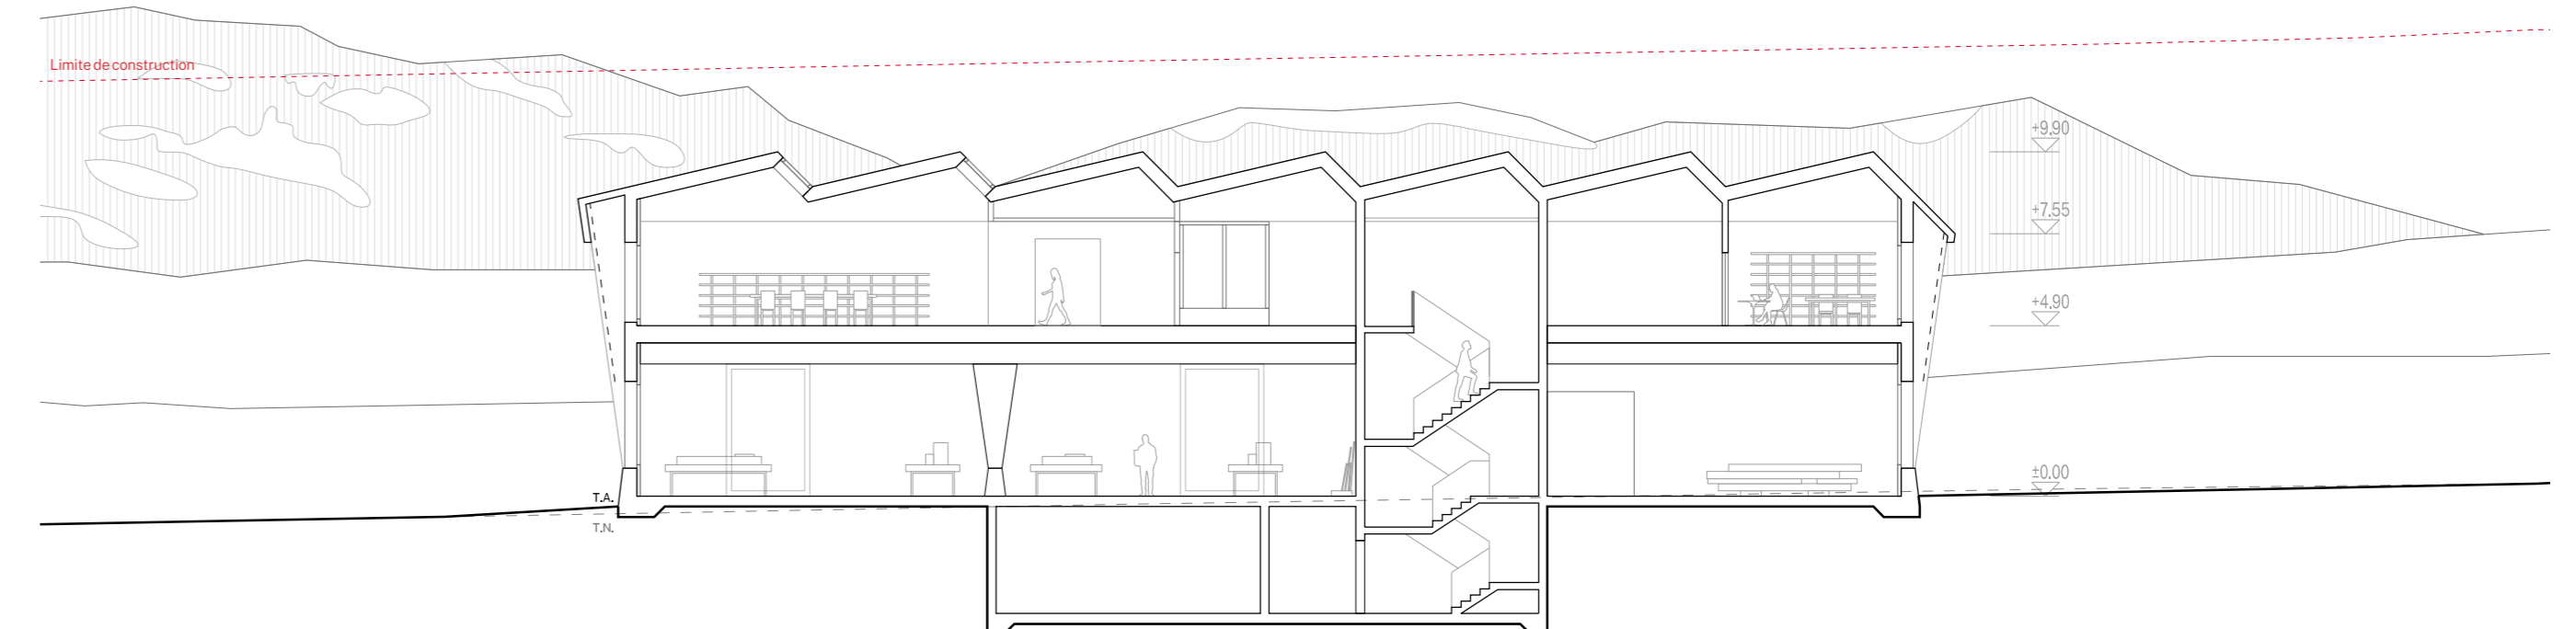 Limite de construction
+9.90
+7.55
+4.90
±0.00
T.A.
T.N.